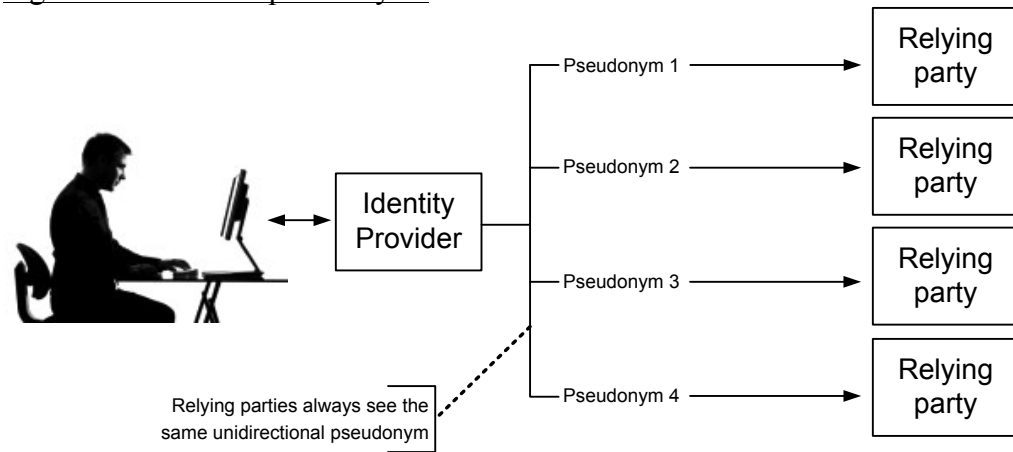 Relying
party
Pseudonym 1
Relying
party
Pseudonym 2
Identity
Provider
Relying
party
Pseudonym 3
Relying
party
Pseudonym 4
Relying parties always see the
same unidirectional pseudonym